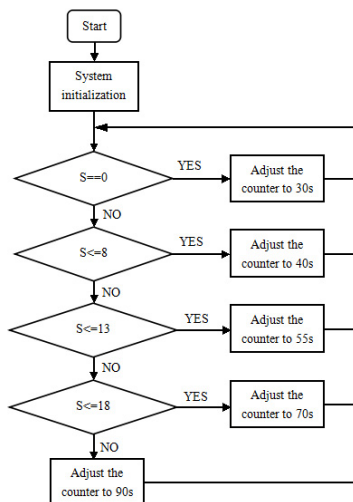 Start
System
initialization
S==0
YES
Adjust the
counter to 30s
NO
S<=8
YES
Adjust the
counter to 40s
NO
S<=13
YES
Adjust the
counter to 55s
NO
S<=18
YES
Adjust the
counter to 70s
NO
Adjust the
counter to 90s